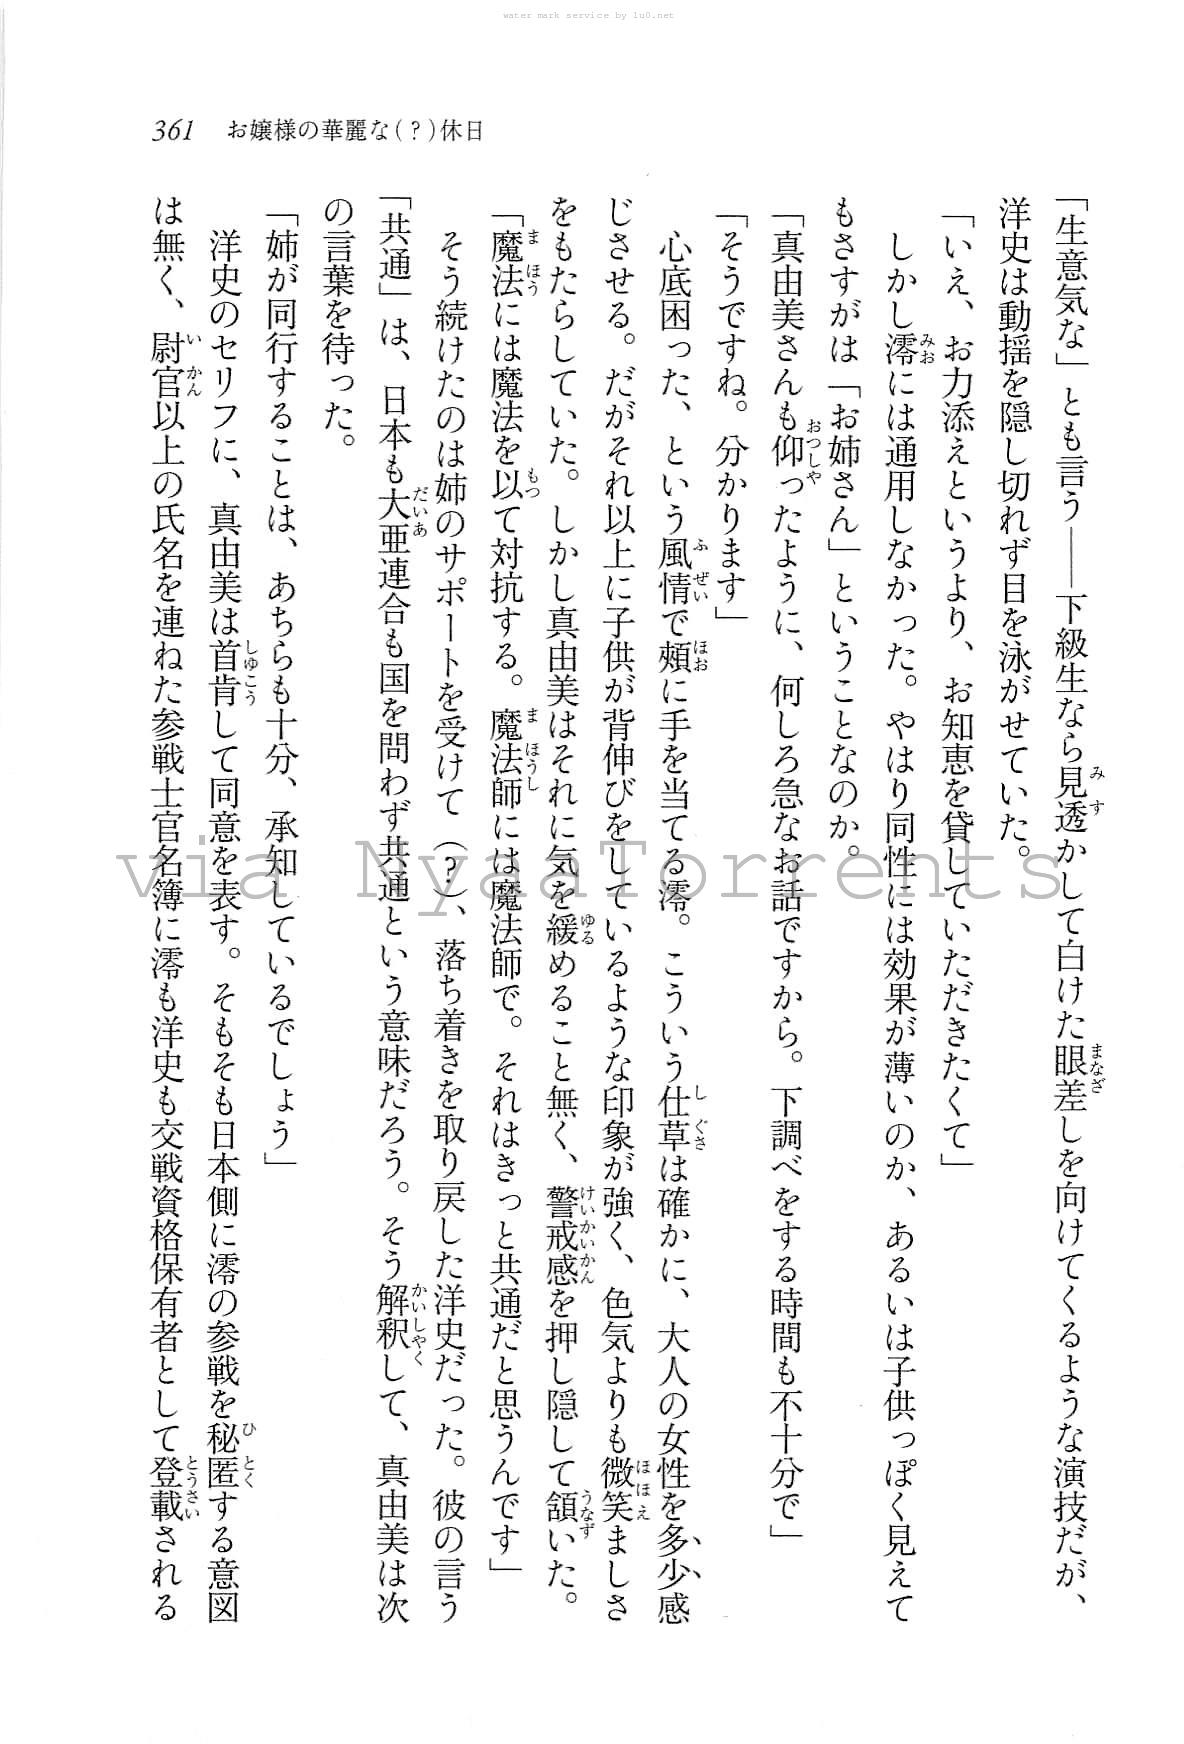 water mark service by lu0.net
361 お嬢様の華麗な(？)休日
「生意気な」とも言う――下級生なら見透かして白けた眼差しを向けてくるような演技だが、
洋史は動揺を隠し切れず目を泳がせていた。
「いえ、お力添えというより、お知恵を貸していただきたくて」
しかし澪には通用しなかった。やはり同性には効果が薄いのか、あるいは子供っぽく見えて
もさすがは「お姉さん」ということなのか。
「真由美さんも仰ったように、何しろ急なお話ですから。下調べをする時間も不十分で」
「そうですね。分かります」
心底困った、という風情で頰に手を当てる澪。こういう仕草は確かに、大人の女性を多少感
じさせる。だがそれ以上に子供が背伸びをしているような印象が強く、色気よりも微笑ましさ
をもたらしていた。しかし真由美はそれに気を緩めること無く、警戒感を押し隠して頷いた。
「魔法には魔法を以て対抗する。魔法師には魔法師で。それはきっと共通だと思うんです」
そう続けたのは姉のサポートを受けて（？）、落ち着きを取り戻した洋史だった。彼の言う
「共通」は、日本も大亜連合も国を問わず共通という意味だろう。そう解釈して、真由美は次
の言葉を待った。
「姉が同行することは、あちらも十分、承知しているでしょう」
洋史のセリフに、真由美は首肯して同意を表す。そもそも日本側に澪の参戦を秘匿する意図
は無く、尉官以上の氏名を連ねた参戦士官名簿に澪も洋史も交戦資格保有者として登載される
via NyaaTorrents